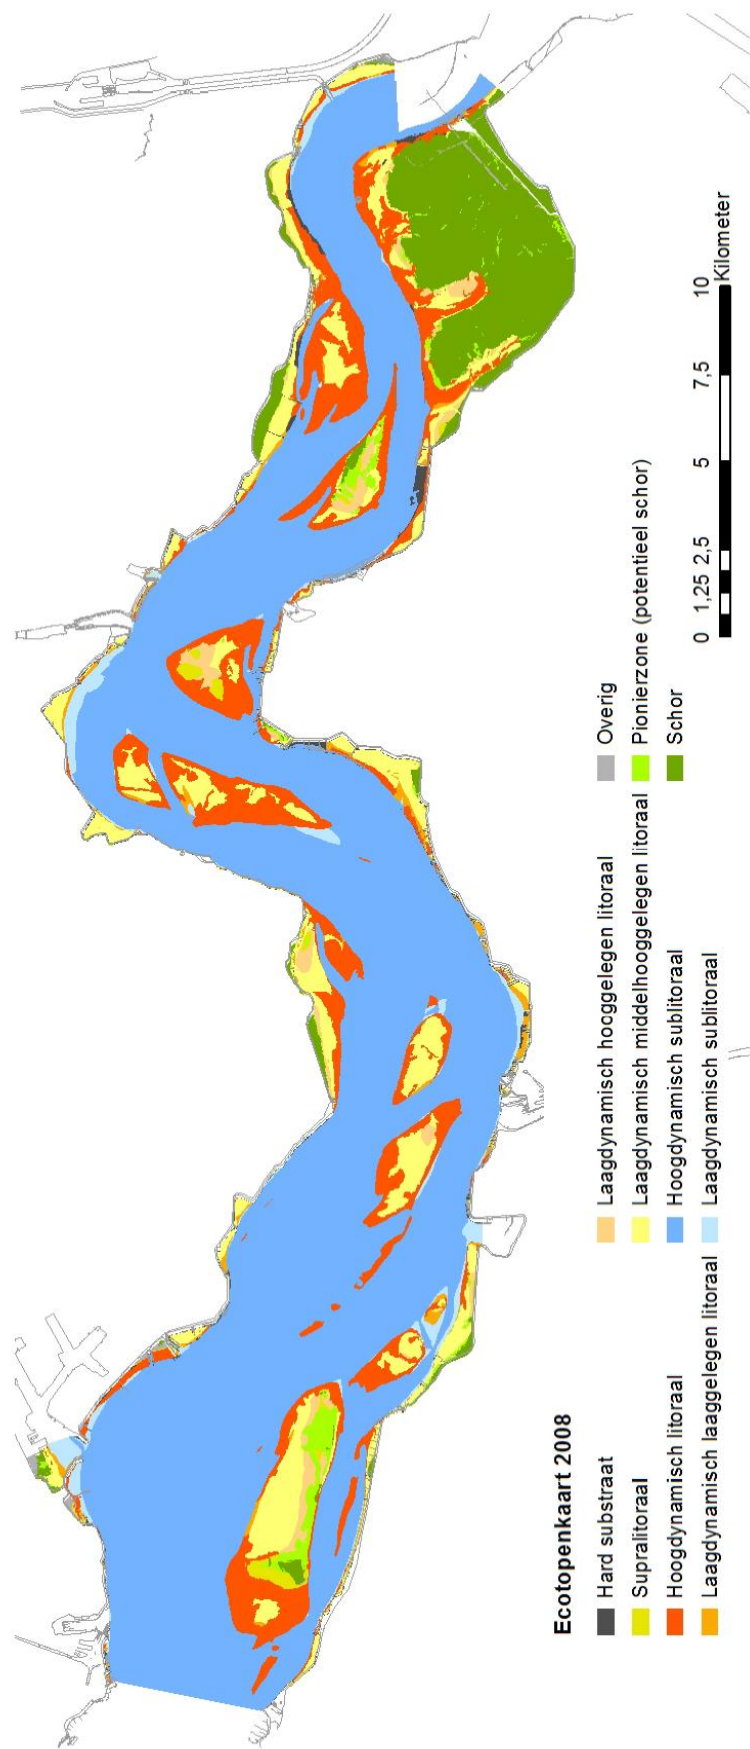 Ecotopenkaart 2008
Hard substraat
Supralitoraal
Hoogdynamisch litoraal
Laagdynamisch laaggelegen litoraal
Laagdynamisch hooggelegen litoraal
Laagdynamisch middelhooggelegen litoraal
Hoogdynamisch sublitoraal
Laagdynamisch sublitoraal
Overig
Pionierzone (potentieel schor)
Schor
0 1,25 2,5 5 7,5 10
Kilometer